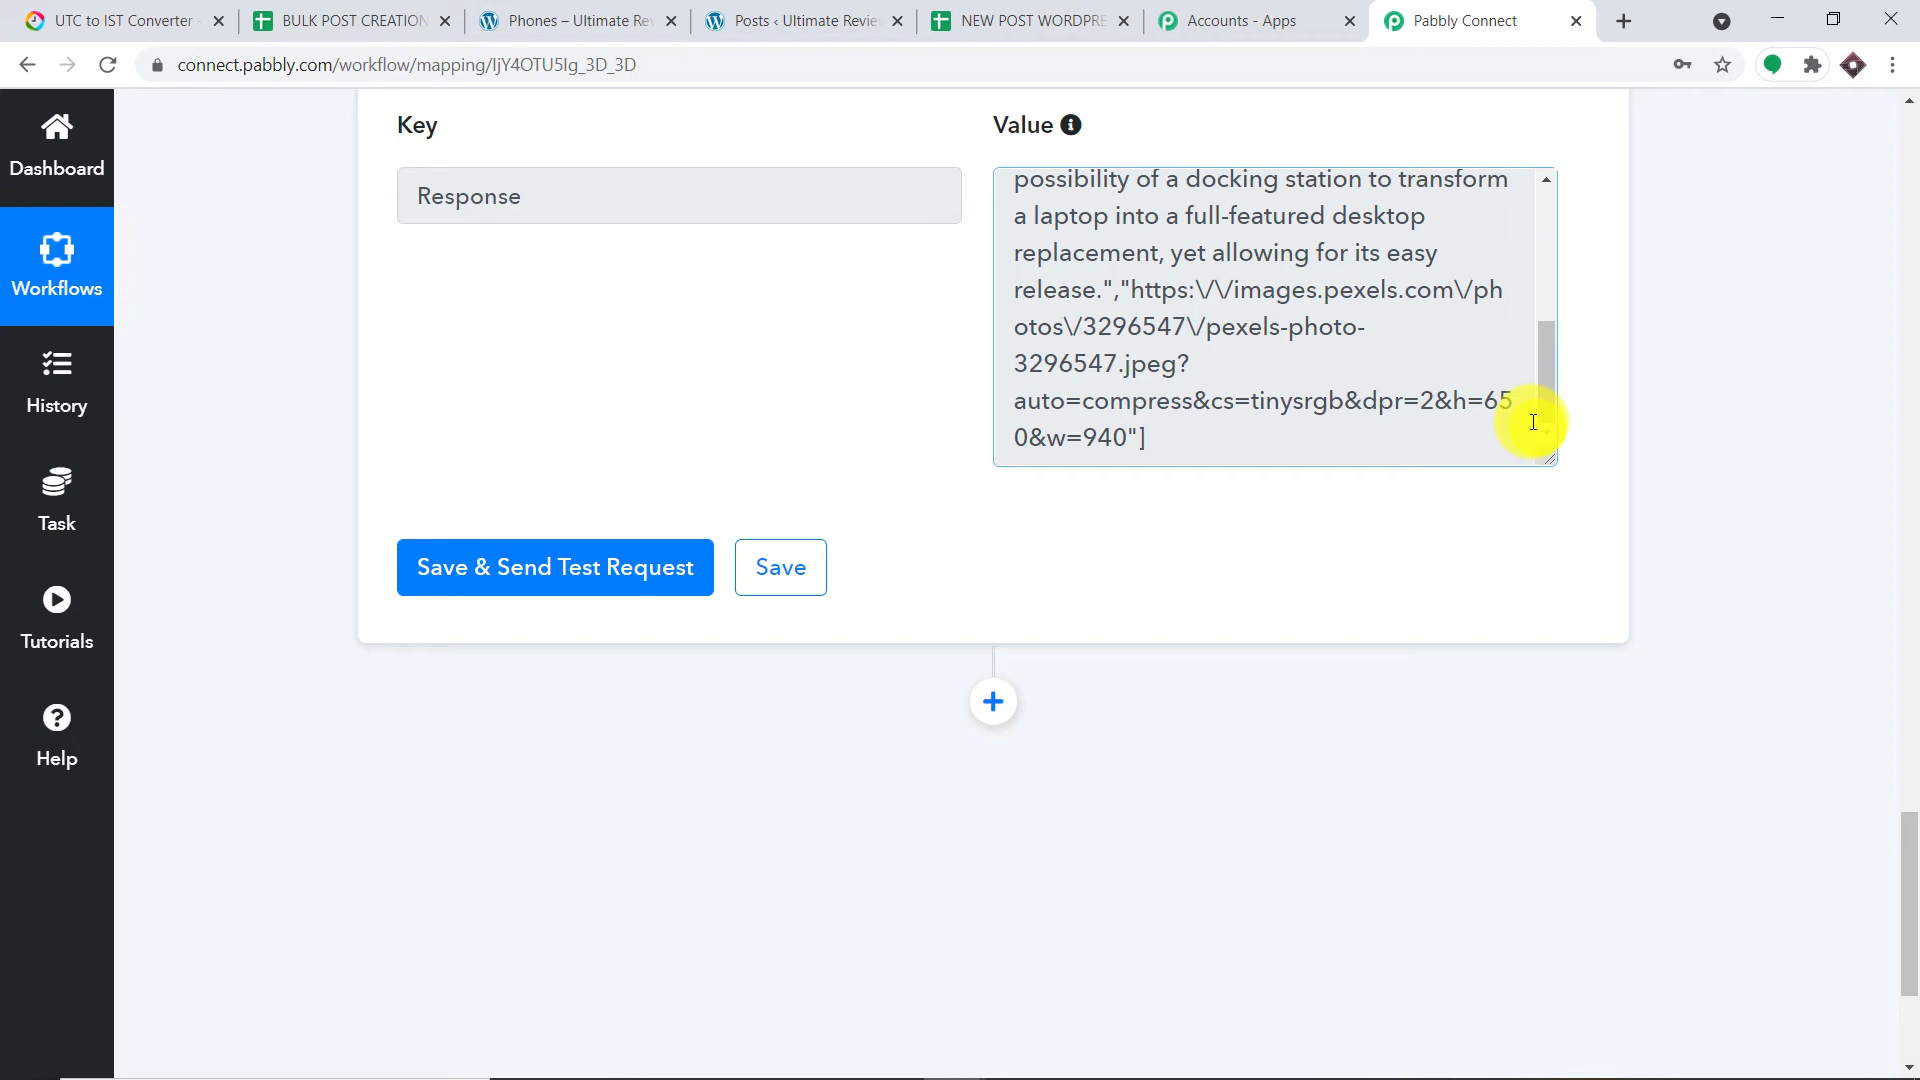 UTC to IST Converter -
BULK POST CREATION
Phones – Ultimate Re
Posts ‹ Ultimate Revie
NEW POST WORDPRE
Accounts - Apps
Pabbly Connect
connect.pabbly.com/workflow/mapping/IjY4OTU5Ig_3D_3D
Dashboard
Workflows
History
Task
Tutorials
Help
Key
Value
Response
possibility of a docking station to transform
a laptop into a full-featured desktop
replacement, yet allowing for its easy
release.","https:\/\/images.pexels.com\/ph
otos\/3296547\/pexels-photo-
3296547.jpeg?
auto=compress&cs=tinysrgb&dpr=2&h=65
0&w=940"]
Save & Send Test Request
Save